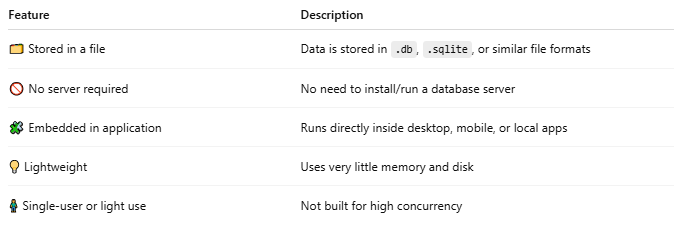 Feature Description
🗂️ Stored in a file Data is stored in .db, .sqlite, or similar file formats
🚫 No server required No need to install/run a database server
🧩 Embedded in application Runs directly inside desktop, mobile, or local apps
💡 Lightweight Uses very little memory and disk
🧍 Single-user or light use Not built for high concurrency